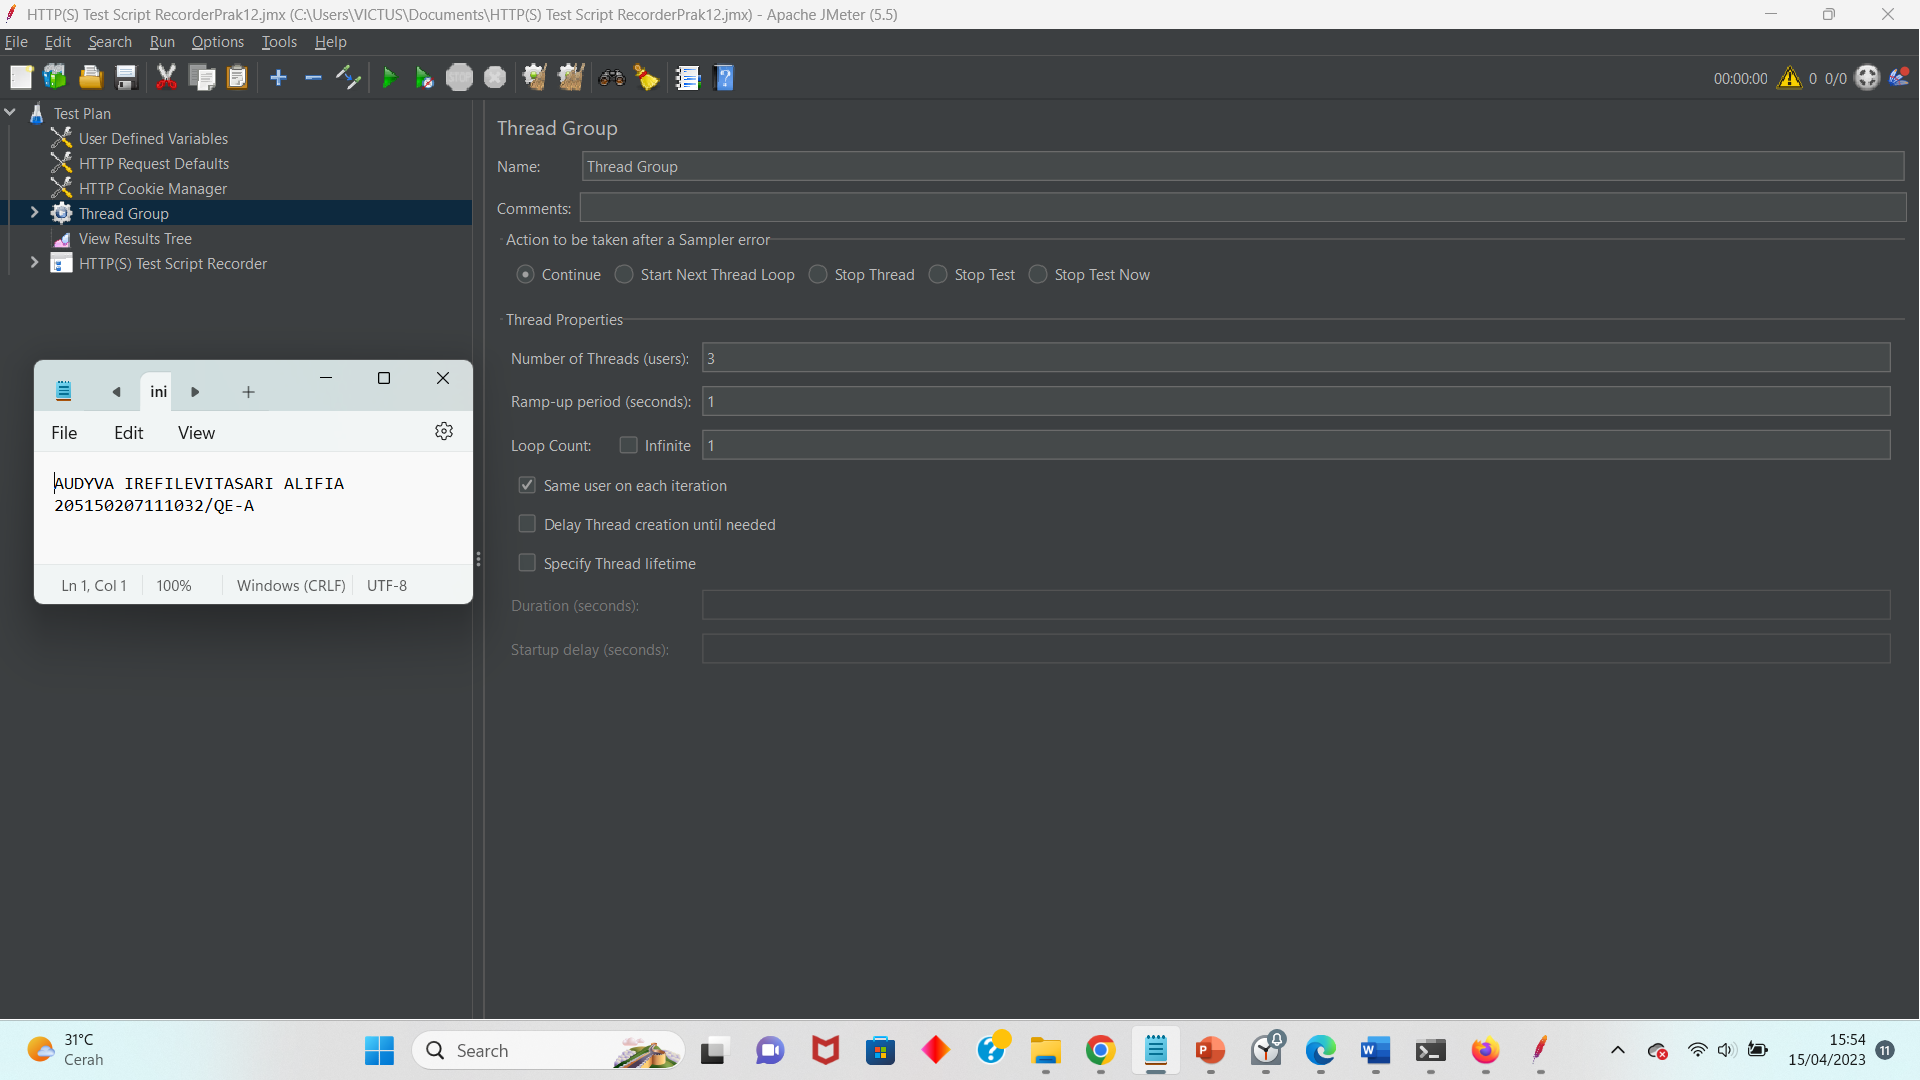 HTTP(S) Test Script RecorderPrak12.jmx (C:\Users\VICTUS\Documents\HTTP(S) Test Script RecorderPrak12.jmx) - Apache JMeter (5.5)
File Edit Search Run Options Tools Help
STOP
00:00:00 0 0/0
Test Plan
User Defined Variables
HTTP Request Defaults
HTTP Cookie Manager
Thread Group
View Results Tree
HTTP(S) Test Script Recorder
Thread Group
Name: Thread Group
Comments:
Action to be taken after a Sampler error
Continue Start Next Thread Loop Stop Thread Stop Test Stop Test Now
Thread Properties
Number of Threads (users): 3
Ramp-up period (seconds): 1
Loop Count: Infinite 1
Same user on each iteration
Delay Thread creation until needed
Specify Thread lifetime
Duration (seconds):
Startup delay (seconds):
ini
File Edit View
AUDYVA IREFILEVITASARI ALIFIA
205150207111032/QE-A
Ln 1, Col 1 100% Windows (CRLF) UTF-8
31°C
Cerah
Search
15:54
15/04/2023
11